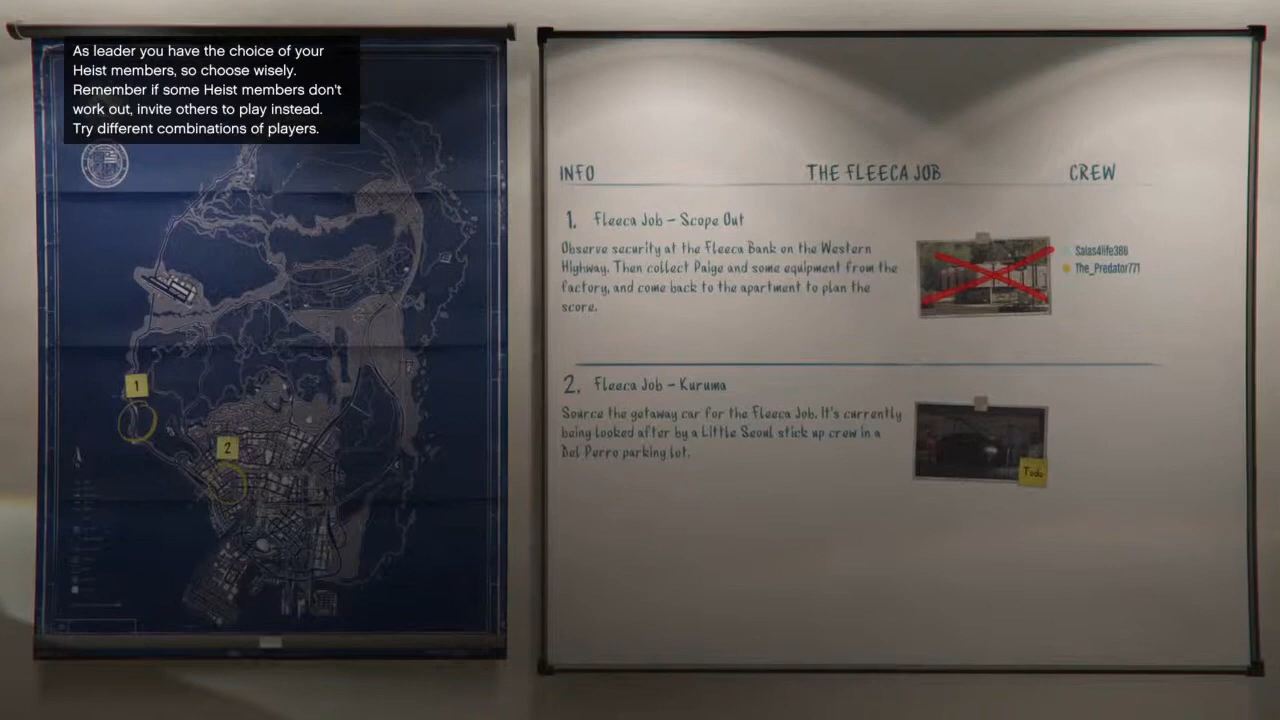 As leader you have the choice of your
Heist members, so choose wisely.
Remember if some Heist members don't
work out, invite others to play instead.
Try different combinations of players.
INFO
THE FLEECA JOB
CREW
1. Fleeca Job – Scope Out
Observe security at the Fleeca Bank on the Western
Highway. Then collect Paige and some equipment from the
factory, and come back to the apartment to plan the
score.
Salas4life386
The_Predator771
2. Fleeca Job – Kuruma
Source the getaway car for the Fleeca Job. It's currently
being looked after by a Little Seoul stick up crew in a
Del Perro parking lot.
Todo
1
2